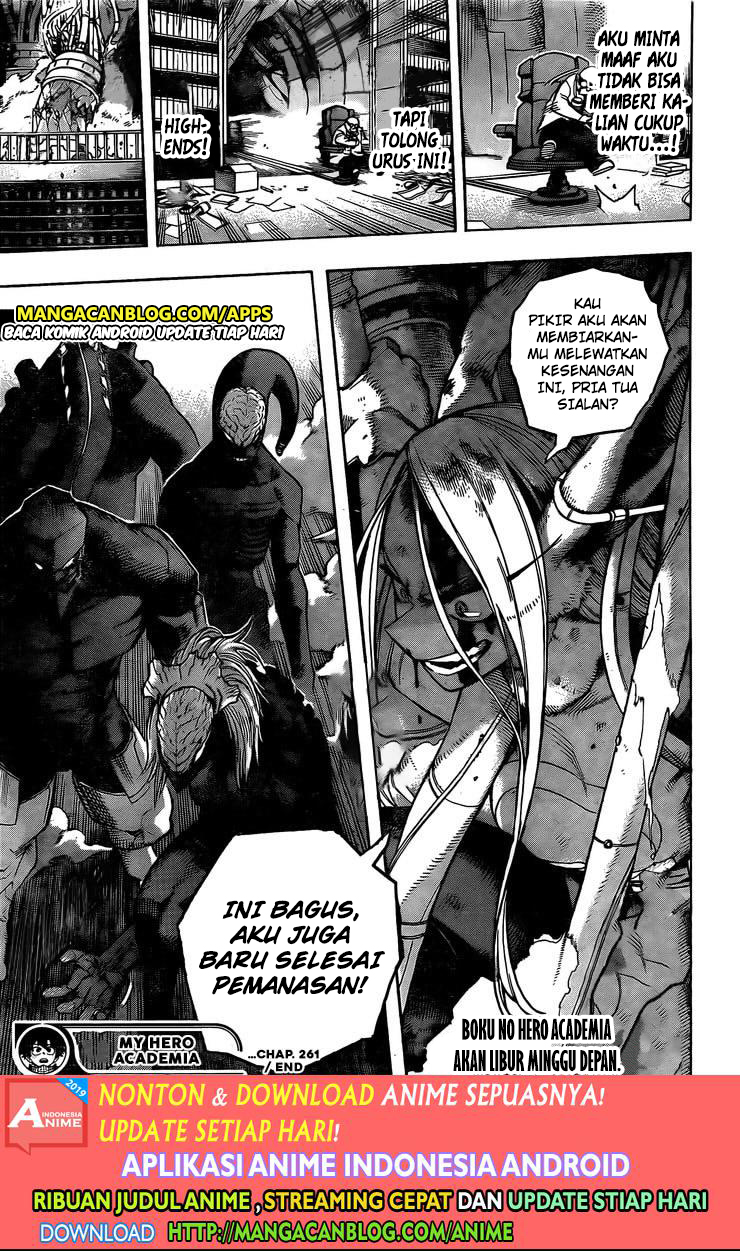 AKU MINTA
MAAF AKU
TIDAK BISA
MEMBERI KA-
LIAN CUKUP
WAKTU...!
TAPI
TOLONG
URUS INI!
HIGH-
ENDS!
MANGACANBLOG.COM/APPS
BACA KOMIK ANDROID UPDATE TIAP HARI
KAU
PIKIR AKU AKAN
MEMBIARKAN-
MU MELEWATKAN
KESENANGAN
INI, PRIA TUA
SIALAN?
INI BAGUS,
AKU JUGA
BARU SELESAI
PEMANASAN!
MY HERO
ACADEMIA
...CHAP. 261
/ END
BOKU NO HERO ACADEMIA
AKAN LIBUR MINGGU DEPAN.
2019
INDONESIA
ANIME
NONTON & DOWNLOAD ANIME SEPUASNYA!
UPDATE SETIAP HARI!
APLIKASI ANIME INDONESIA ANDROID
RIBUAN JUDUL ANIME , STREAMING CEPAT DAN UPDATE STIAP HARI
DOWNLOAD HTTP://MANGACANBLOG.COM/ANIME